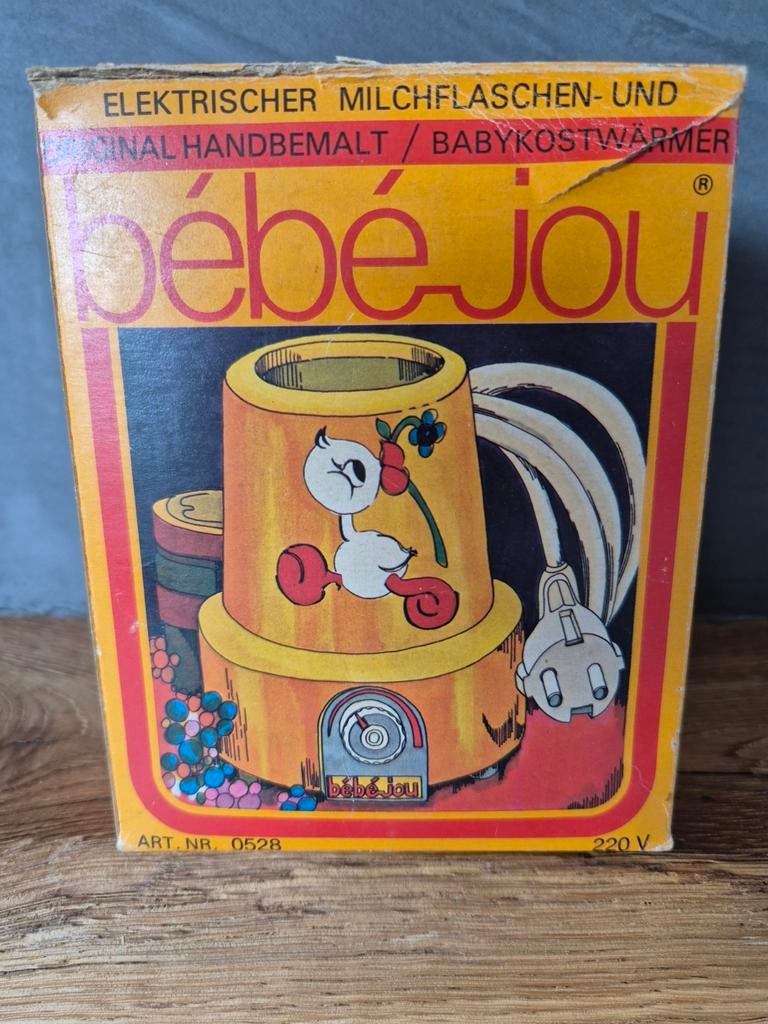 ELEKTRISCHER MILCHFLASCHEN- UND
ORIGINAL HANDBEMALT / BABYKOSTWÄRMER
bébé-jou ®
bébé-jou
ART. NR. 0528 220 V